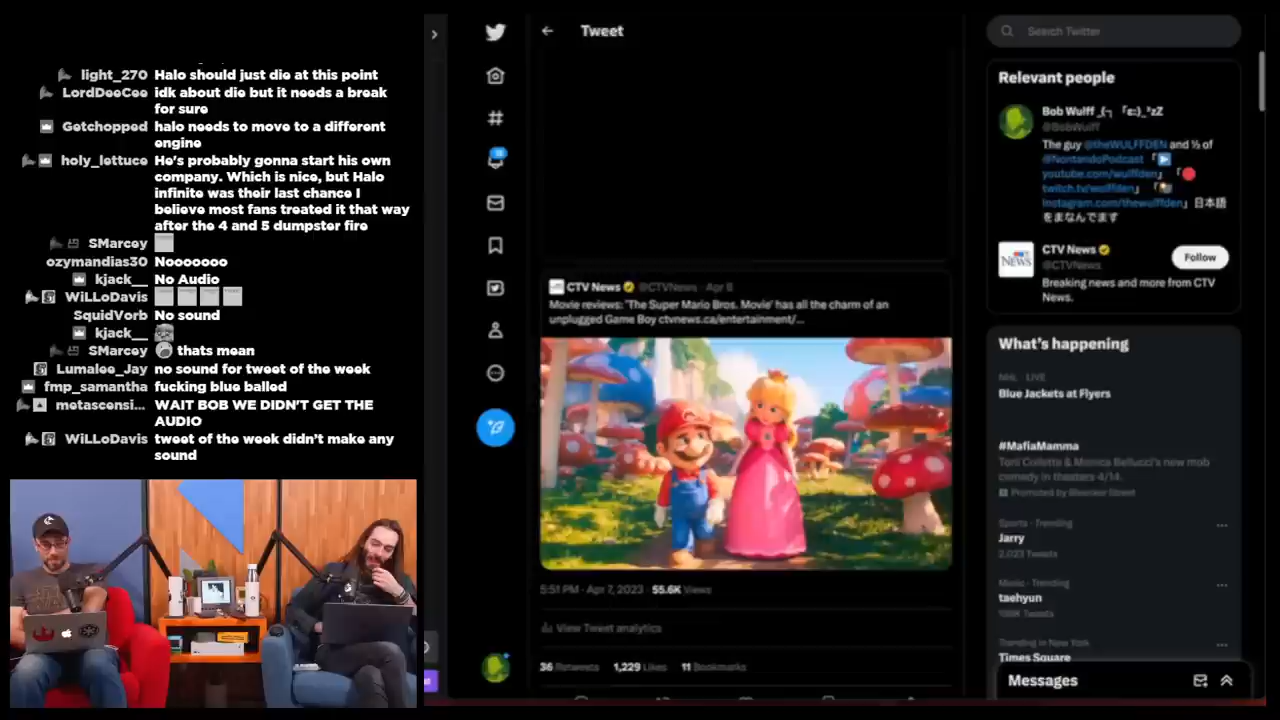 light_270 Halo should just die at this point
LordDeeCee idk about die but it needs a break
for sure
Getchopped halo needs to move to a different
engine
holy_lettuce He's probably gonna start his own
company. Which is nice, but Halo
infinite was their last chance I
believe most fans treated it that way
after the 4 and 5 dumpster fire
SMarcey
ozymandias30 Nooooooo
kjack__ No Audio
WiLLoDavis
SquidVorb No sound
kjack__
SMarcey thats mean
Lumalee_Jay no sound for tweet of the week
fmp_samantha fucking blue balled
metascensi... WAIT BOB WE DIDN'T GET THE
AUDIO
WiLLoDavis tweet of the week didn't make any
sound
Tweet
CTV News @CTVNews · Apr 8
Movie reviews: 'The Super Mario Bros. Movie' has all the charm of an
unplugged Game Boy ctvnews.ca/entertainment/...
5:51 PM · Apr 7, 2023 · 55.6K Views
View Tweet analytics
36 Retweets 1,229 Likes 11 Bookmarks
Search Twitter
Relevant people
Bob Wulff
@BobWulff
The guy @theWULFFDEN and ½ of
@NontendoPodcast
youtube.com/wulffden
twitch.tv/wulffden
instagram.com/thewulffden」日本語
をまなんでます
CTV News
@CTVNews
Follow
Breaking news and more from CTV
News.
What's happening
NHL · LIVE
Blue Jackets at Flyers
#MafiaMamma
Toni Collette & Monica Bellucci's new mob
comedy in theaters 4/14.
Promoted by Bleecker Street
Sports · Trending
Jarry
2,023 Tweets
Music · Trending
taehyun
Tweets
Trending in New York
Times Square
Messages